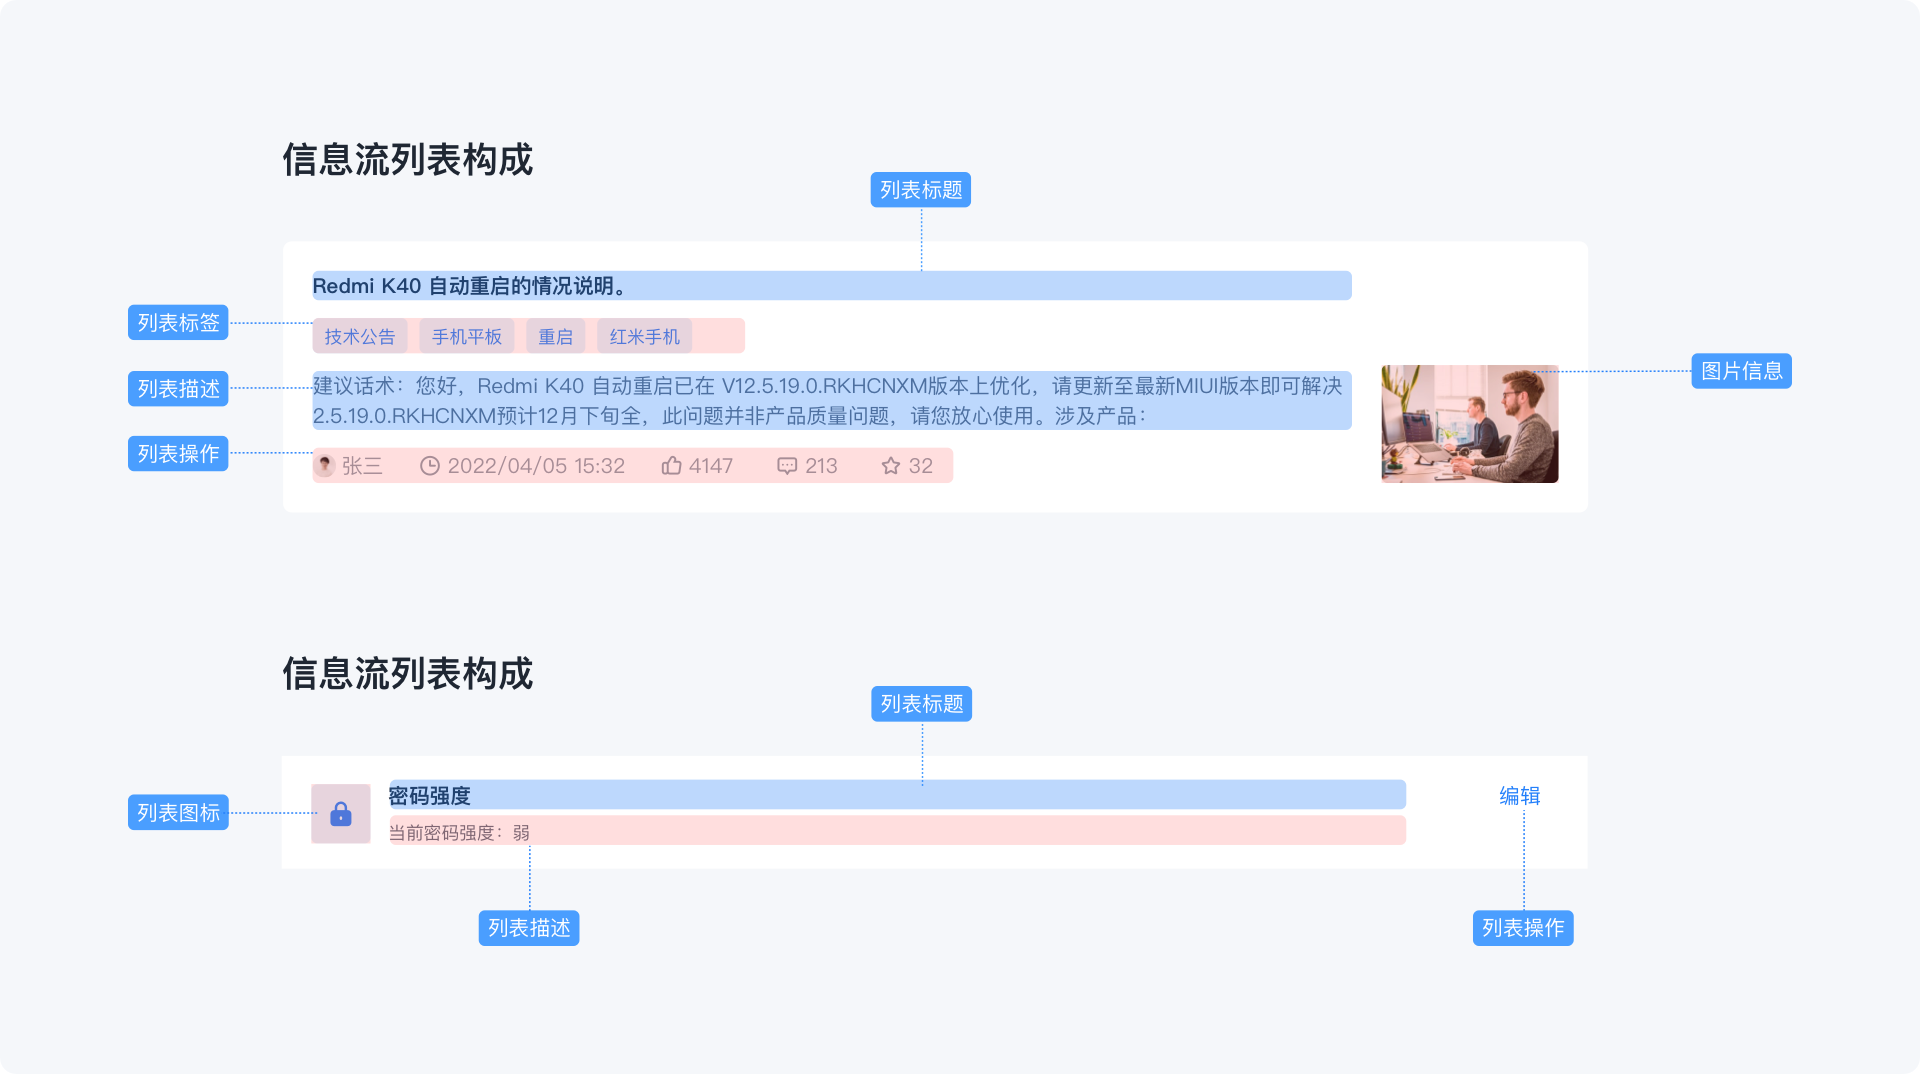 信息流列表构成
列表标题
Redmi K40 自动重启的情况说明。
列表标签
技术公告 手机平板 重启 红米手机
列表描述
建议话术：您好，Redmi K40 自动重启已在 V12.5.19.0.RKHCNXM版本上优化，请更新至最新MIUI版本即可解决
2.5.19.0.RKHCNXM预计12月下旬全，此问题并非产品质量问题，请您放心使用。涉及产品：
图片信息
列表操作
张三 2022/04/05 15:32 4147 213 32
信息流列表构成
列表标题
密码强度
编辑
列表图标
当前密码强度：弱
列表描述
列表操作